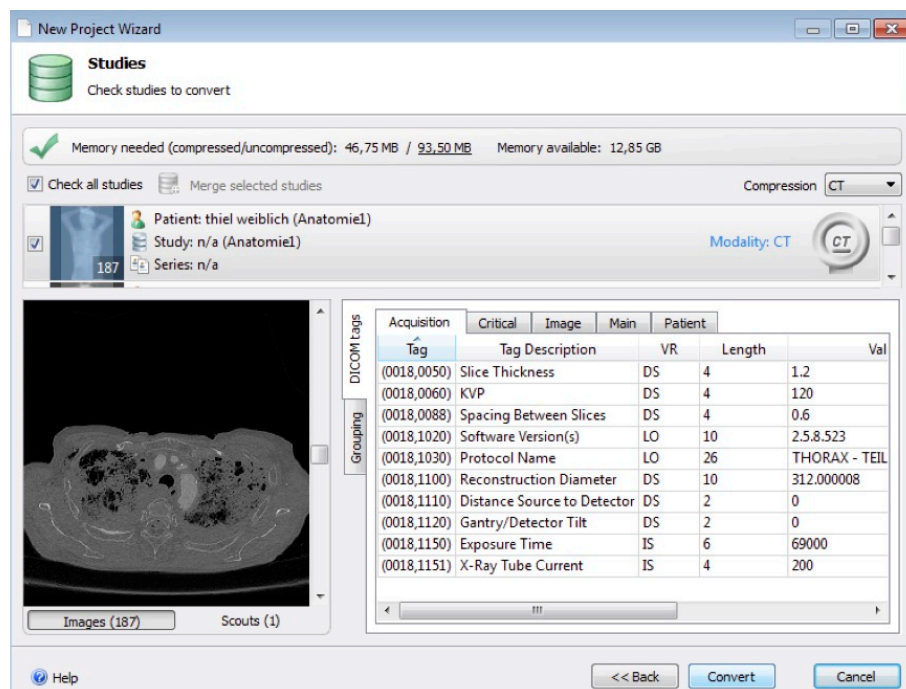 New Project Wizard
Studies
Check studies to convert
Memory needed (compressed/uncompressed): 46,75 MB / 93,50 MB Memory available: 12,85 GB
Check all studies Merge selected studies Compression CT
Patient: thiel weiblich (Anatomie1)
Study: n/a (Anatomie1) Modality: CT CT
187 Series: n/a
DICOM tags
Grouping
Acquisition Critical Image Main Patient
Tag Tag Description VR Length Val
(0018,0050) Slice Thickness DS 4 1.2
(0018,0060) KVP DS 4 120
(0018,0088) Spacing Between Slices DS 4 0.6
(0018,1020) Software Version(s) LO 10 2.5.8.523
(0018,1030) Protocol Name LO 26 THORAX - TEIL
(0018,1100) Reconstruction Diameter DS 10 312.000008
(0018,1110) Distance Source to Detector DS 2 0
(0018,1120) Gantry/Detector Tilt DS 2 0
(0018,1150) Exposure Time IS 6 69000
(0018,1151) X-Ray Tube Current IS 4 200
Images (187) Scouts (1)
Help << Back Convert Cancel